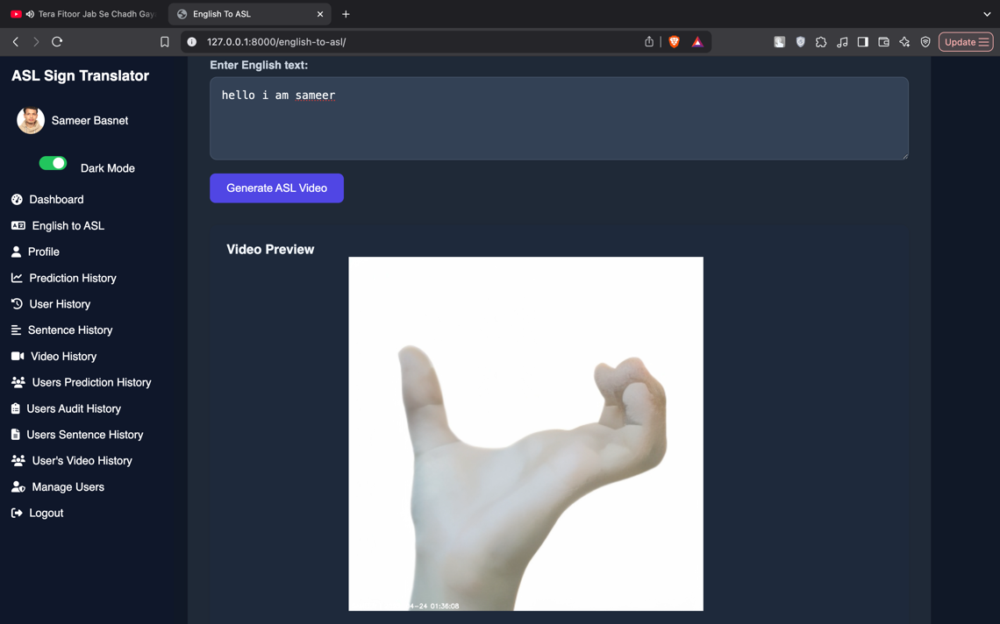 Tera Fitoor Jab Se Chadh Gay
English To ASL
127.0.0.1:8000/english-to-asl/
Update
ASL Sign Translator
Sameer Basnet
Dark Mode
Dashboard
English to ASL
Profile
Prediction History
User History
Sentence History
Video History
Users Prediction History
Users Audit History
Users Sentence History
User's Video History
Manage Users
Logout
Enter English text:
hello i am sameer
Generate ASL Video
Video Preview
4-24 01:36:08